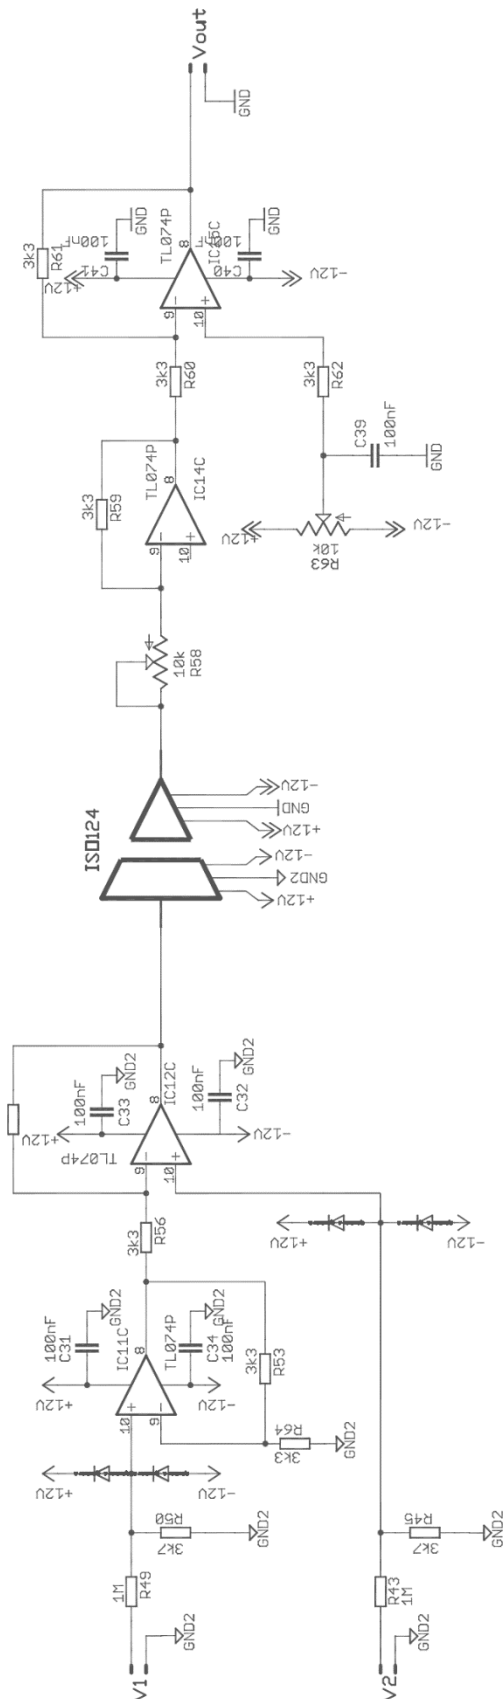 Vout
GND
3k3
R61
+12V
100nF
C41
GND
TL074P
8
IC15C
100nF
C40
GND
-12V
9
10
3k3
R60
3k3
R62
C39
100nF
GND
3k3
R59
TL074P
8
IC14C
9
10
+12V
10k
R63
-12V
10k
R58
ISO124
-12V
GND
+12V
-12V
GND2
+12V
GND2
100nF
C33
+12V
TL074P
8
IC12C
GND2
100nF
C32
-12V
9
10
3k3
R56
+12V
-12V
GND2
100nF
C31
+12V
IC11C
8
TL074P
GND2
C34
100nF
-12V
10
9
3k3
R53
R64
3k3
GND2
+12V
-12V
R50
3k7
GND2
1M
R49
V1
GND2
R45
3k7
GND2
R43
1M
V2
GND2